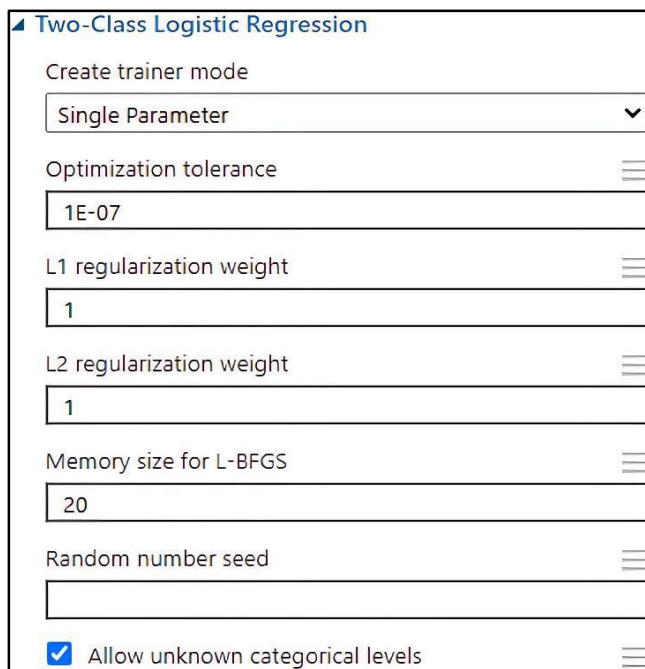 Two-Class Logistic Regression
Create trainer mode
Single Parameter
Optimization tolerance
1E-07
L1 regularization weight
1
L2 regularization weight
1
Memory size for L-BFGS
20
Random number seed
Allow unknown categorical levels